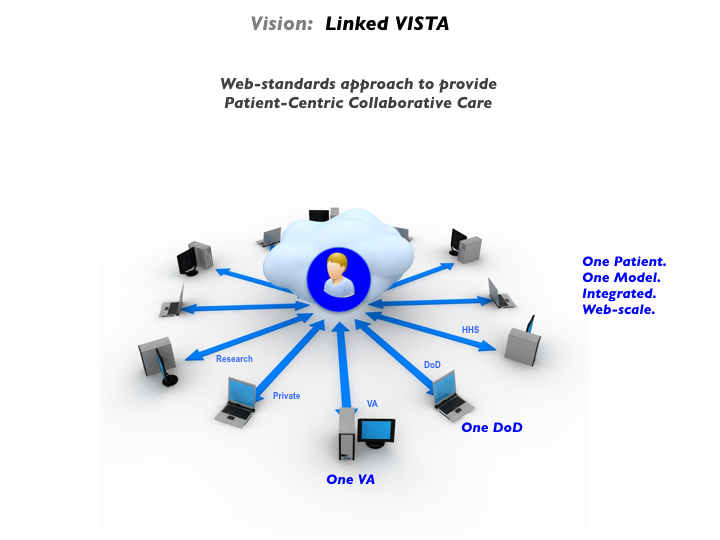 Vision: Linked VISTA
Web-standards approach to provide
Patient-Centric Collaborative Care
One Patient.
One Model.
Integrated.
Web-scale.
HHS
Research
DoD
Private
VA
One DoD
One VA